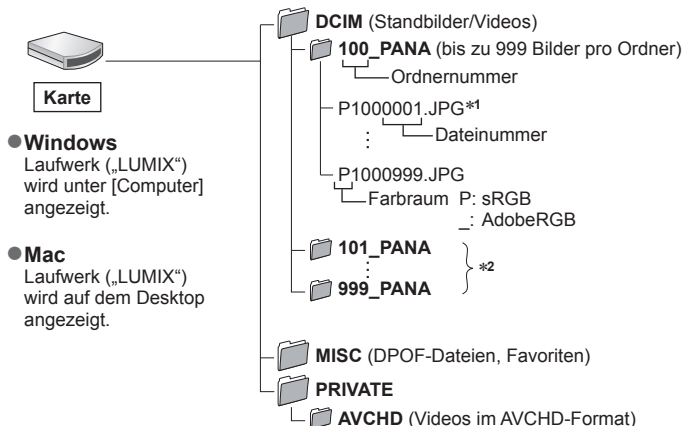 DCIM (Standbilder/Videos)
100_PANA (bis zu 999 Bilder pro Ordner)
Ordnernummer
P1000001.JPG*1
Dateinummer
P1000999.JPG
Farbraum P: sRGB
_: AdobeRGB
101_PANA
*2
999_PANA
MISC (DPOF-Dateien, Favoriten)
PRIVATE
AVCHD (Videos im AVCHD-Format)
Karte
●Windows
Laufwerk („LUMIX“)
wird unter [Computer]
angezeigt.
●Mac
Laufwerk („LUMIX“)
wird auf dem Desktop
angezeigt.